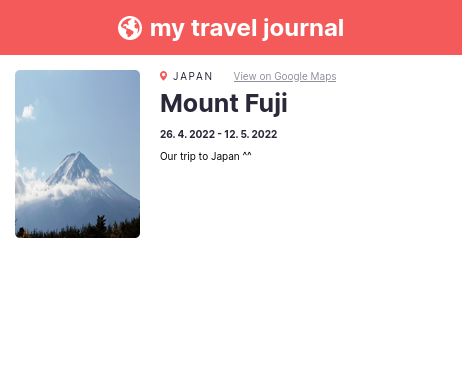 my travel journal
JAPAN View on Google Maps
Mount Fuji
26. 4. 2022 - 12. 5. 2022
Our trip to Japan ^^